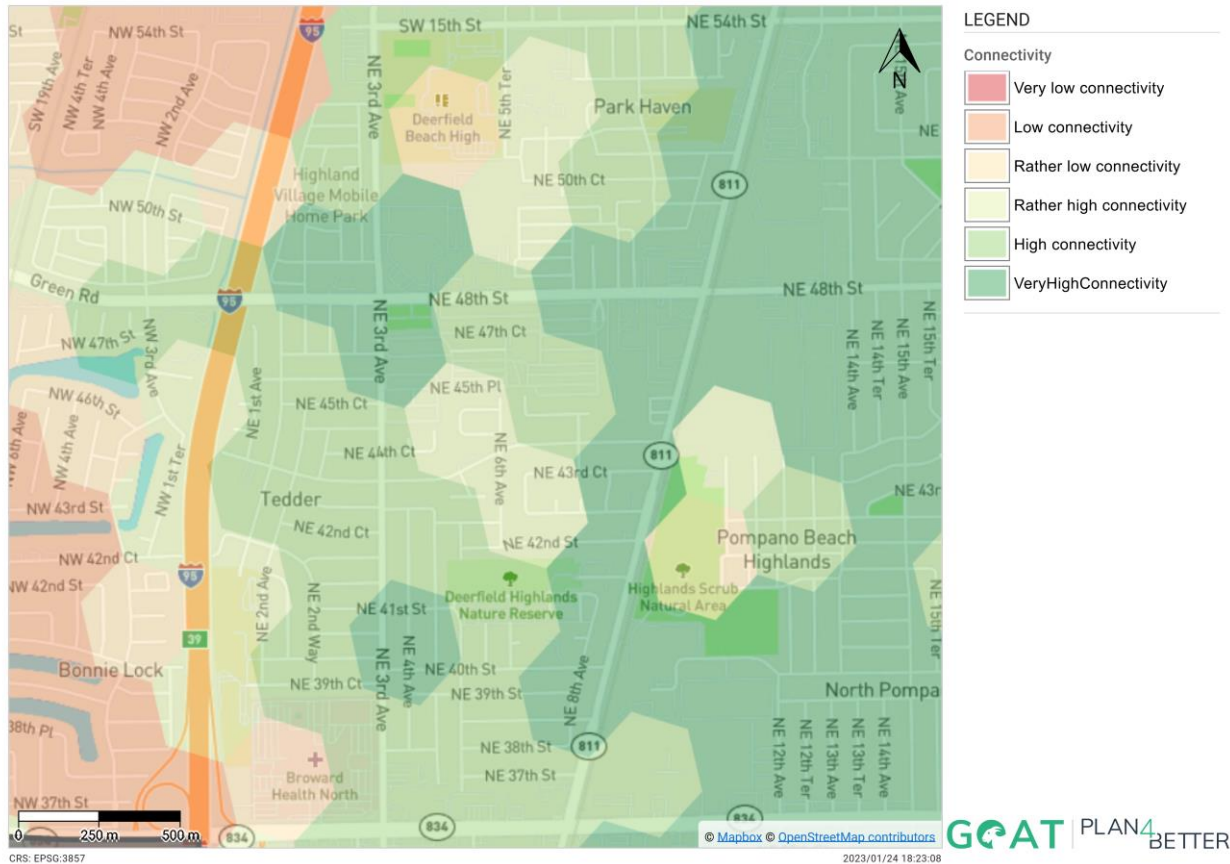 St
NW 54th St
95
SW 15th St
NE 54th St
N
SW 19th Ave
NW 4th Ter
NW 4th Ave
NW 2nd Ave
NE 3rd Ave
Deerfield
Beach High
NE 5th Ter
Park Haven
NE
Highland
Village Mobile
Home Park
NE 50th Ct
811
NW 50th St
Green Rd
95
NE 48th St
NE 48th St
NW 47th St
NW 3rd Ave
NE 3rd Ave
NE 47th Ct
NE 14th Ave
NE 14th Ter
NE 15th Ave
NE 15th Ter
NW 46th St
NE 1st Ave
NE 45th Pl
NE 45th Ct
NW 4th Ave
NW 1st Ter
NE 44th Ct
NE 6th Ave
NE 43rd Ct
811
NE 43r
Tedder
NW 43rd St
NE 42nd Ct
NE 42nd St
Pompano Beach
Highlands
NW 42nd Ct
95
NW 42nd St
NE 2nd Ave
NE 2nd Way
Deerfield Highlands
Nature Reserve
Highlands Scrub
Natural Area
NE 15th Ter
NE 41st St
39
NE 4th Ave
Bonnie Lock
NE 3rd Ave
NE 40th St
NE 39th Ct
NE 39th St
NE 8th Ave
North Pompa
38th Pl
NE 38th St
811
NE 12th Ave
NE 12th Ter
NE 13th Ave
NE 13th Ter
NE 14th Ave
Broward
Health North
NE 37th St
NW 37th St
0 250 m 500 m
834
834
834
© Mapbox © OpenStreetMap contributors
CRS: EPSG:3857
2023/01/24 18:23:08
LEGEND
Connectivity
Very low connectivity
Low connectivity
Rather low connectivity
Rather high connectivity
High connectivity
VeryHighConnectivity
GOAT PLAN4
BETTER